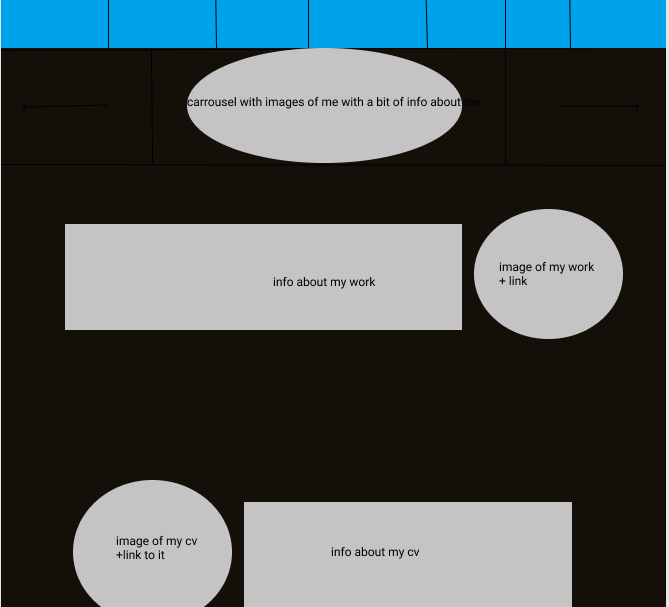 carrousel with images of me with a bit of info about me
info about my work
image of my work
+ link
image of my cv
+link to it
info about my cv